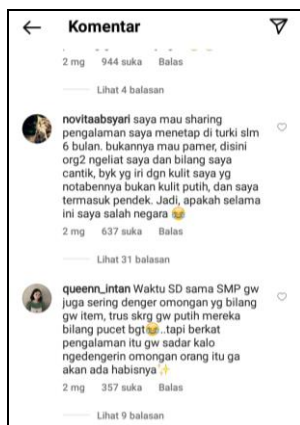 Komentar
2 mg 944 suka Balas
Lihat 4 balasan
novitaabsyari saya mau sharing
pengalaman saya menetap di turki slm
6 bulan. bukannya mau pamer, disini
org2 ngeliat saya dan bilang saya
cantik, byk yg iri dgn kulit saya yg
notabennya bukan kulit putih, dan saya
termasuk pendek. Jadi, apakah selama
ini saya salah negara 😂
2 mg 637 suka Balas
Lihat 31 balasan
queenn_intan Waktu SD sama SMP gw
juga sering denger omongan yg bilang
gw item, trus skrg gw putih mereka
bilang pucet bgt😂..tapi berkat
pengalaman itu gw sadar kalo
ngedengerin omongan orang itu ga
akan ada habisnya✨
2 mg 357 suka Balas
Lihat 9 balasan